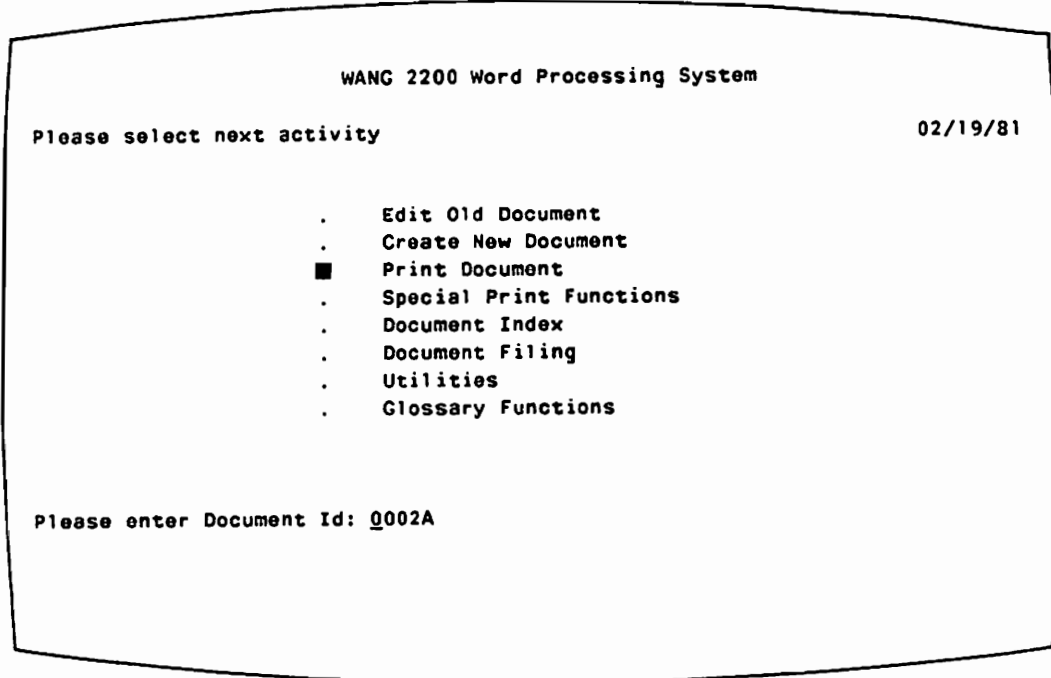 WANG 2200 Word Processing System
Please select next activity 02/19/81
. Edit Old Document
. Create New Document
■ Print Document
. Special Print Functions
. Document Index
. Document Filing
. Utilities
. Glossary Functions
Please enter Document Id: 0002A